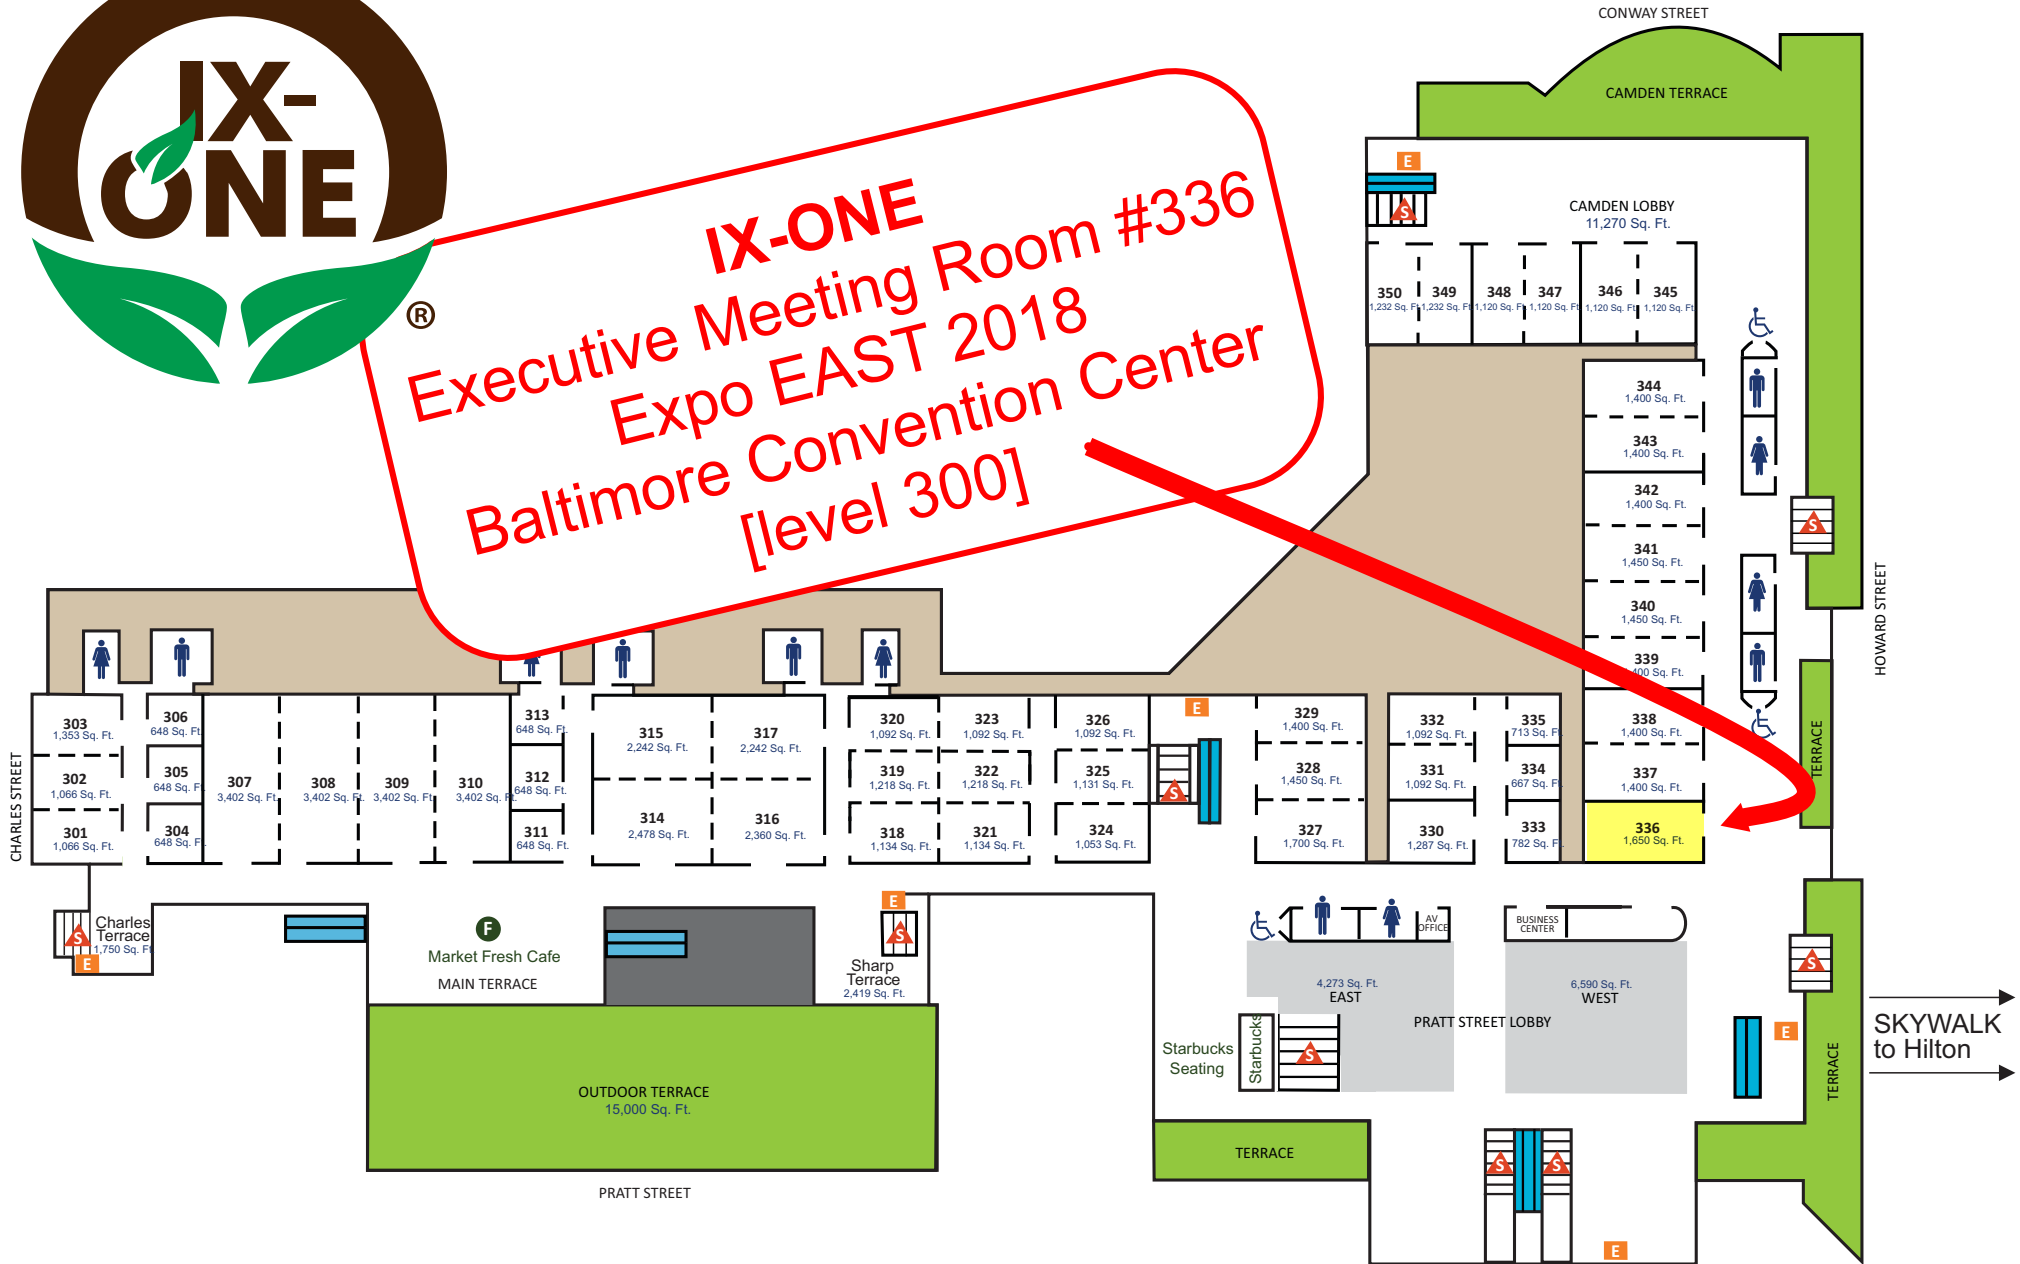 CONWAY STREET
CAMDEN TERRACE
IX-
ONE
®
IX-ONE
Executive Meeting Room #336
Expo EAST 2018
Baltimore Convention Center
[level 300]
E
S
CAMDEN LOBBY
11,270 Sq. Ft.
350
1,232 Sq. Ft.
349
1,232 Sq. Ft.
348
1,120 Sq. Ft.
347
1,120 Sq. Ft.
346
1,120 Sq. Ft.
345
1,120 Sq. Ft.
344
1,400 Sq. Ft.
343
1,400 Sq. Ft.
342
1,400 Sq. Ft.
341
1,450 Sq. Ft.
340
1,450 Sq. Ft.
339
400 Sq. Ft.
338
1,400 Sq. Ft.
337
1,400 Sq. Ft.
336
1,650 Sq. Ft.
S
HOWARD STREET
TERRACE
CHARLES STREET
303
1,353 Sq. Ft.
302
1,066 Sq. Ft.
301
1,066 Sq. Ft.
306
648 Sq. Ft.
305
648 Sq. Ft.
304
648 Sq. Ft.
307
3,402 Sq. Ft.
308
3,402 Sq. Ft.
309
3,402 Sq. Ft.
310
3,402 Sq. Ft.
313
648 Sq. Ft.
312
648 Sq. Ft.
311
648 Sq. Ft.
315
2,242 Sq. Ft.
314
2,478 Sq. Ft.
317
2,242 Sq. Ft.
316
2,360 Sq. Ft.
320
1,092 Sq. Ft.
319
1,218 Sq. Ft.
318
1,134 Sq. Ft.
323
1,092 Sq. Ft.
322
1,218 Sq. Ft.
321
1,134 Sq. Ft.
326
1,092 Sq. Ft.
325
1,131 Sq. Ft.
324
1,053 Sq. Ft.
E
S
329
1,400 Sq. Ft.
328
1,450 Sq. Ft.
327
1,700 Sq. Ft.
332
1,092 Sq. Ft.
331
1,092 Sq. Ft.
330
1,287 Sq. Ft.
335
713 Sq. Ft.
334
667 Sq. Ft.
333
782 Sq. Ft.
S
Charles
Terrace
1,750 Sq. Ft.
E
F
Market Fresh Cafe
MAIN TERRACE
E
S
Sharp
Terrace
2,419 Sq. Ft.
OUTDOOR TERRACE
15,000 Sq. Ft.
PRATT STREET
AV
OFFICE
BUSINESS
CENTER
4,273 Sq. Ft.
EAST
6,590 Sq. Ft.
WEST
PRATT STREET LOBBY
Starbucks
Seating
Starbucks
S
S
E
TERRACE
SKYWALK
to Hilton
TERRACE
S
S
E